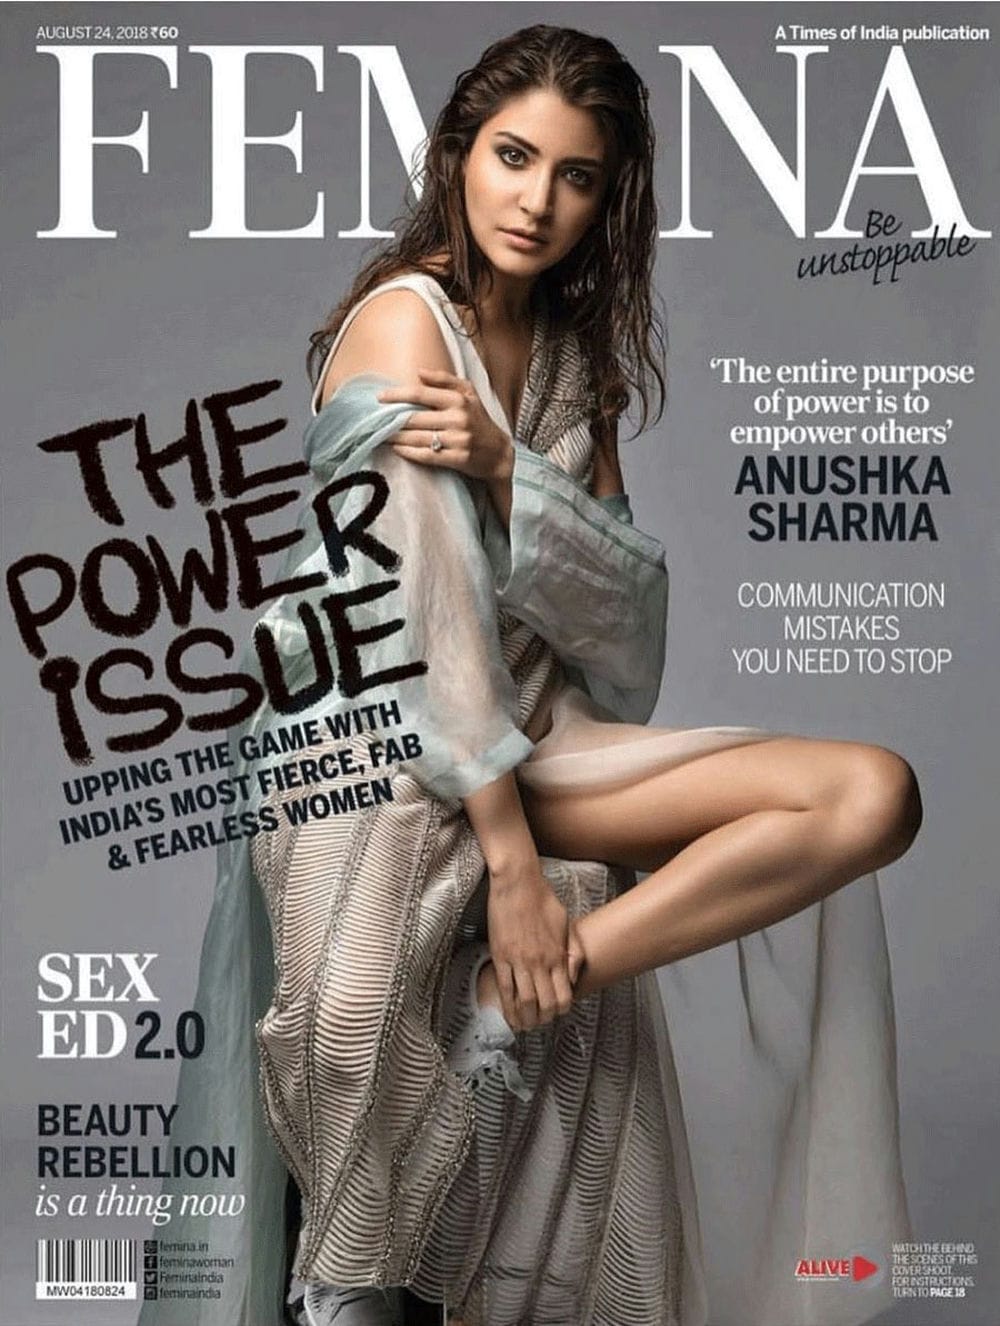 AUGUST 24, 2018 ₹60
A Times of India publication
FEMINA
Be
unstoppable
'The entire purpose
of power is to
empower others'
ANUSHKA
SHARMA
COMMUNICATION
MISTAKES
YOU NEED TO STOP
THE
POWER
ISSUE
UPPING THE GAME WITH
INDIA'S MOST FIERCE, FAB
& FEARLESS WOMEN
SEX
ED 2.0
BEAUTY
REBELLION
is a thing now
femina.in
feminawoman
FeminaIndia
feminaindia
MW04180824
ALIVE
WATCH THE BEHIND
THE SCENES OF THIS
COVER SHOOT.
FOR INSTRUCTIONS,
TURN TO PAGE 18